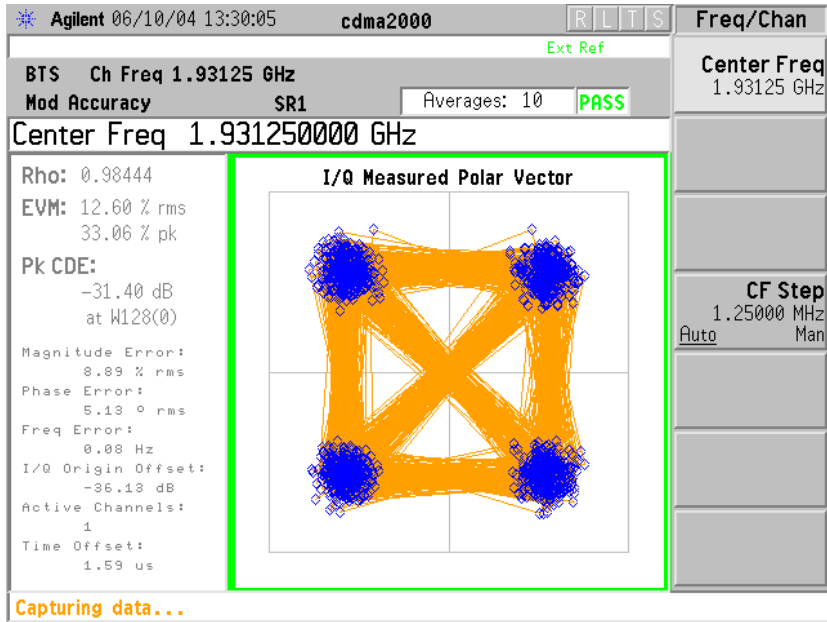 Agilent 06/10/04 13:30:05 cdma2000 R L T S Freq/Chan
Ext Ref
BTS Ch Freq 1.93125 GHz
Mod Accuracy SR1 Averages: 10 PASS
Center Freq 1.931250000 GHz
Rho: 0.98444
EVM: 12.60 % rms
33.06 % pk
Pk CDE:
-31.40 dB
at W128(0)
Magnitude Error:
8.89 % rms
Phase Error:
5.13 º rms
Freq Error:
0.08 Hz
I/Q Origin Offset:
-36.13 dB
Active Channels:
1
Time Offset:
1.59 us
I/Q Measured Polar Vector
Center Freq
1.93125 GHz
CF Step
1.25000 MHz
Auto Man
Capturing data...